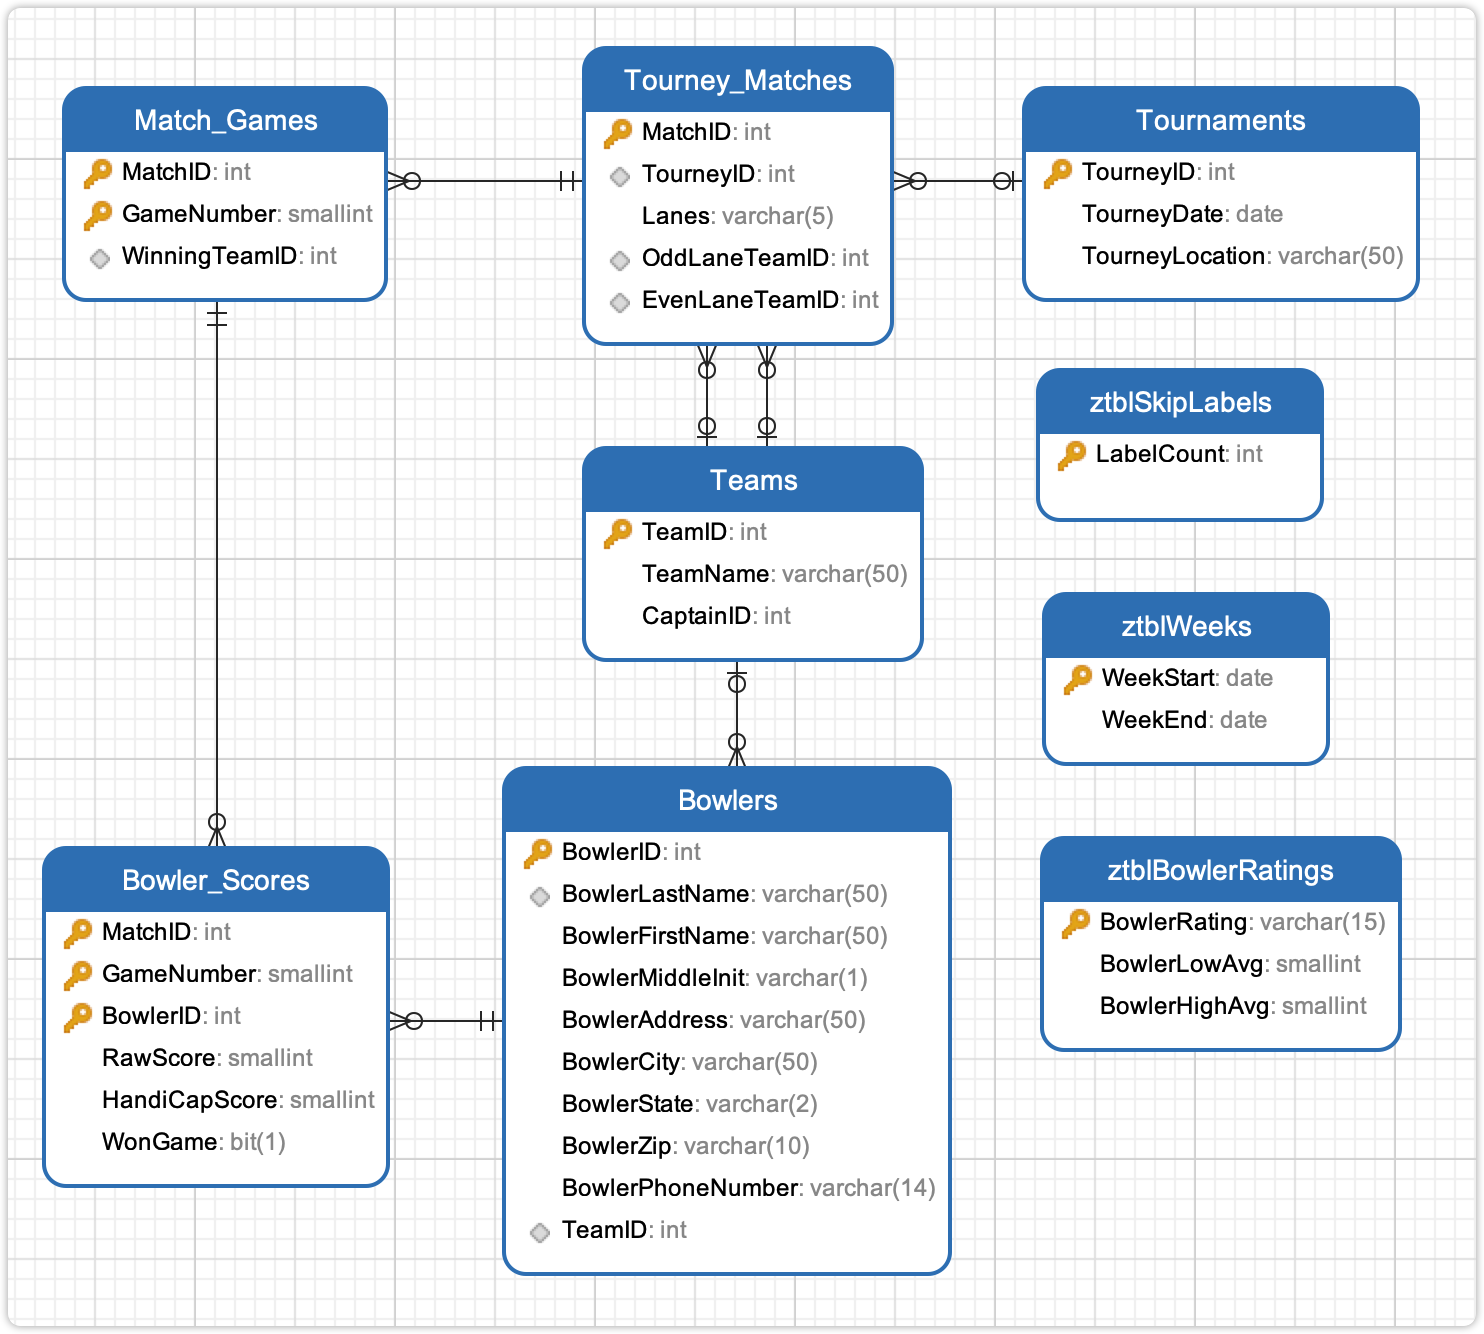 Match_Games
MatchID: int
GameNumber: smallint
WinningTeamID: int
Tourney_Matches
MatchID: int
TourneyID: int
Lanes: varchar(5)
OddLaneTeamID: int
EvenLaneTeamID: int
Tournaments
TourneyID: int
TourneyDate: date
TourneyLocation: varchar(50)
ztblSkipLabels
LabelCount: int
Teams
TeamID: int
TeamName: varchar(50)
CaptainID: int
ztblWeeks
WeekStart: date
WeekEnd: date
Bowler_Scores
MatchID: int
GameNumber: smallint
BowlerID: int
RawScore: smallint
HandiCapScore: smallint
WonGame: bit(1)
Bowlers
BowlerID: int
BowlerLastName: varchar(50)
BowlerFirstName: varchar(50)
BowlerMiddleInit: varchar(1)
BowlerAddress: varchar(50)
BowlerCity: varchar(50)
BowlerState: varchar(2)
BowlerZip: varchar(10)
BowlerPhoneNumber: varchar(14)
TeamID: int
ztblBowlerRatings
BowlerRating: varchar(15)
BowlerLowAvg: smallint
BowlerHighAvg: smallint